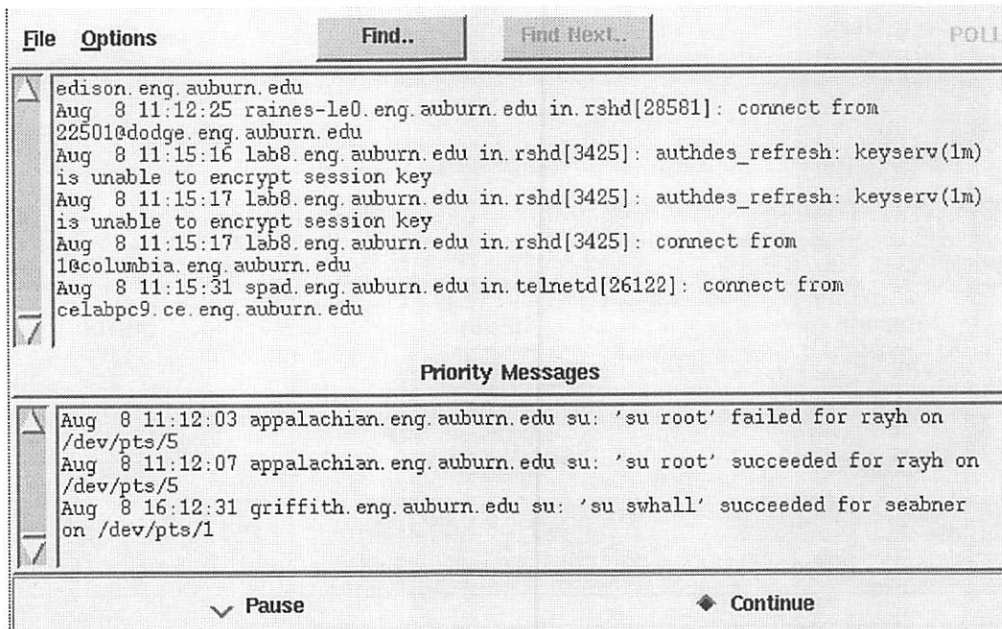 File Options Find.. Find Next.. POLL
edison.eng.auburn.edu
Aug  8 11:12:25 raines-le0.eng.auburn.edu in.rshd[28581]: connect from
22501@dodge.eng.auburn.edu
Aug  8 11:15:16 lab8.eng.auburn.edu in.rshd[3425]: authdes_refresh: keyserv(1m)
is unable to encrypt session key
Aug  8 11:15:17 lab8.eng.auburn.edu in.rshd[3425]: authdes_refresh: keyserv(1m)
is unable to encrypt session key
Aug  8 11:15:17 lab8.eng.auburn.edu in.rshd[3425]: connect from
1@columbia.eng.auburn.edu
Aug  8 11:15:31 spad.eng.auburn.edu in.telnetd[26122]: connect from
celabpc9.ce.eng.auburn.edu
Priority Messages
Aug  8 11:12:03 appalachian.eng.auburn.edu su: 'su root' failed for rayh on
/dev/pts/5
Aug  8 11:12:07 appalachian.eng.auburn.edu su: 'su root' succeeded for rayh on
/dev/pts/5
Aug  8 16:12:31 griffith.eng.auburn.edu su: 'su swhall' succeeded for seabner
on /dev/pts/1
Pause Continue